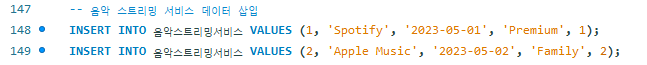 147 -- 음악 스트리밍 서비스 데이터 삽입
148 INSERT INTO 음악스트리밍서비스 VALUES (1, 'Spotify', '2023-05-01', 'Premium', 1);
149 INSERT INTO 음악스트리밍서비스 VALUES (2, 'Apple Music', '2023-05-02', 'Family', 2);